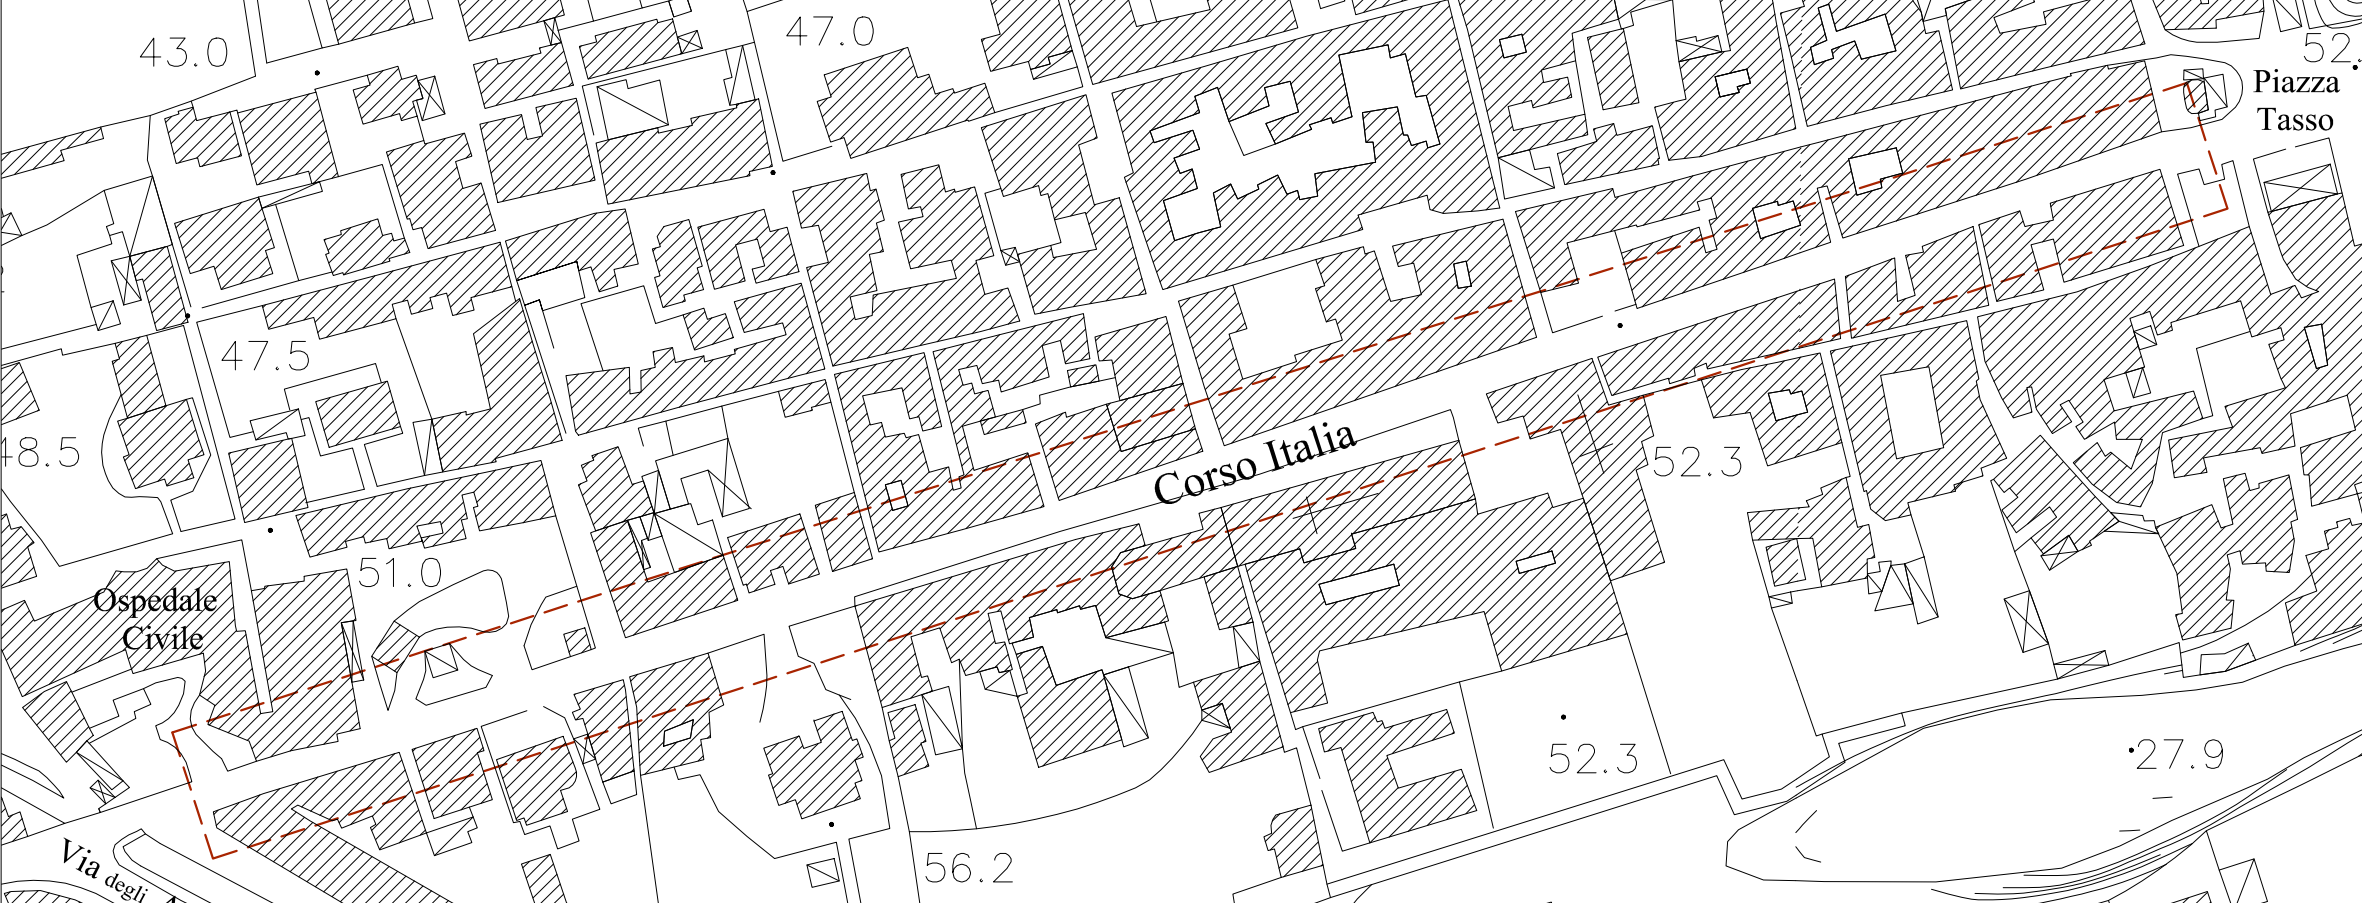 43.0
47.0
52.
Piazza
Tasso
47.5
48.5
Corso Italia
52.3
51.0
Ospedale
Civile
52.3
27.9
56.2
Via degli